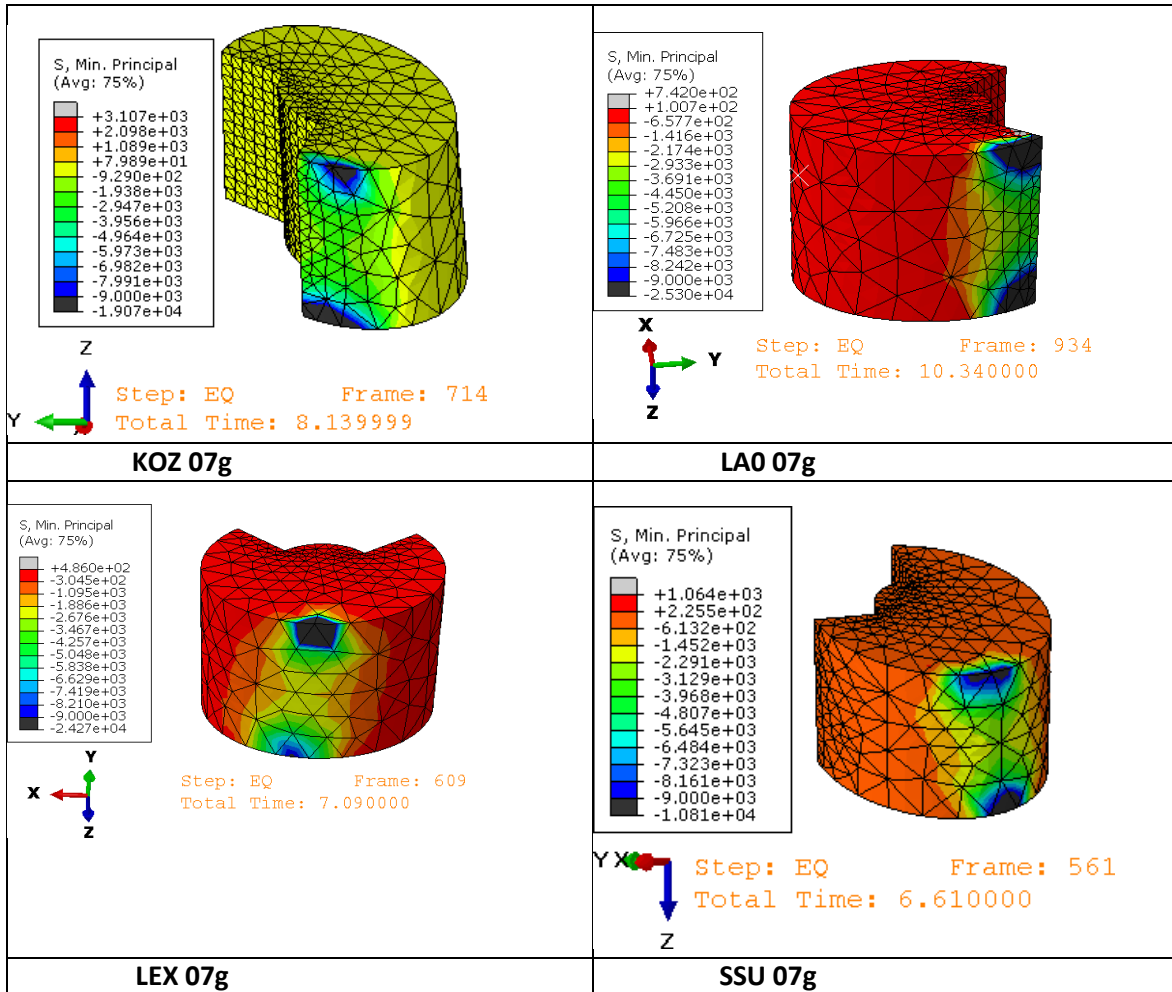 S, Min. Principal
(Avg: 75%)
+3.107e+03
+2.098e+03
+1.089e+03
+7.989e+01
-9.290e+02
-1.938e+03
-2.947e+03
-3.956e+03
-4.964e+03
-5.973e+03
-6.982e+03
-7.991e+03
-9.000e+03
-1.907e+04
Z
Y
Step: EQ Frame: 714
Total Time: 8.139999
KOZ 07g
S, Min. Principal
(Avg: 75%)
+7.420e+02
+1.007e+02
-6.577e+02
-1.416e+03
-2.174e+03
-2.933e+03
-3.691e+03
-4.450e+03
-5.208e+03
-5.966e+03
-6.725e+03
-7.483e+03
-8.242e+03
-9.000e+03
-2.530e+04
X
Y
Z
Step: EQ Frame: 934
Total Time: 10.340000
LA0 07g
S, Min. Principal
(Avg: 75%)
+4.860e+02
-3.045e+02
-1.095e+03
-1.886e+03
-2.676e+03
-3.467e+03
-4.257e+03
-5.048e+03
-5.838e+03
-6.629e+03
-7.419e+03
-8.210e+03
-9.000e+03
-2.427e+04
Y
X
Z
Step: EQ Frame: 609
Total Time: 7.090000
LEX 07g
S, Min. Principal
(Avg: 75%)
+1.064e+03
+2.255e+02
-6.132e+02
-1.452e+03
-2.291e+03
-3.129e+03
-3.968e+03
-4.807e+03
-5.645e+03
-6.484e+03
-7.323e+03
-8.161e+03
-9.000e+03
-1.081e+04
Y X
Z
Step: EQ Frame: 561
Total Time: 6.610000
SSU 07g